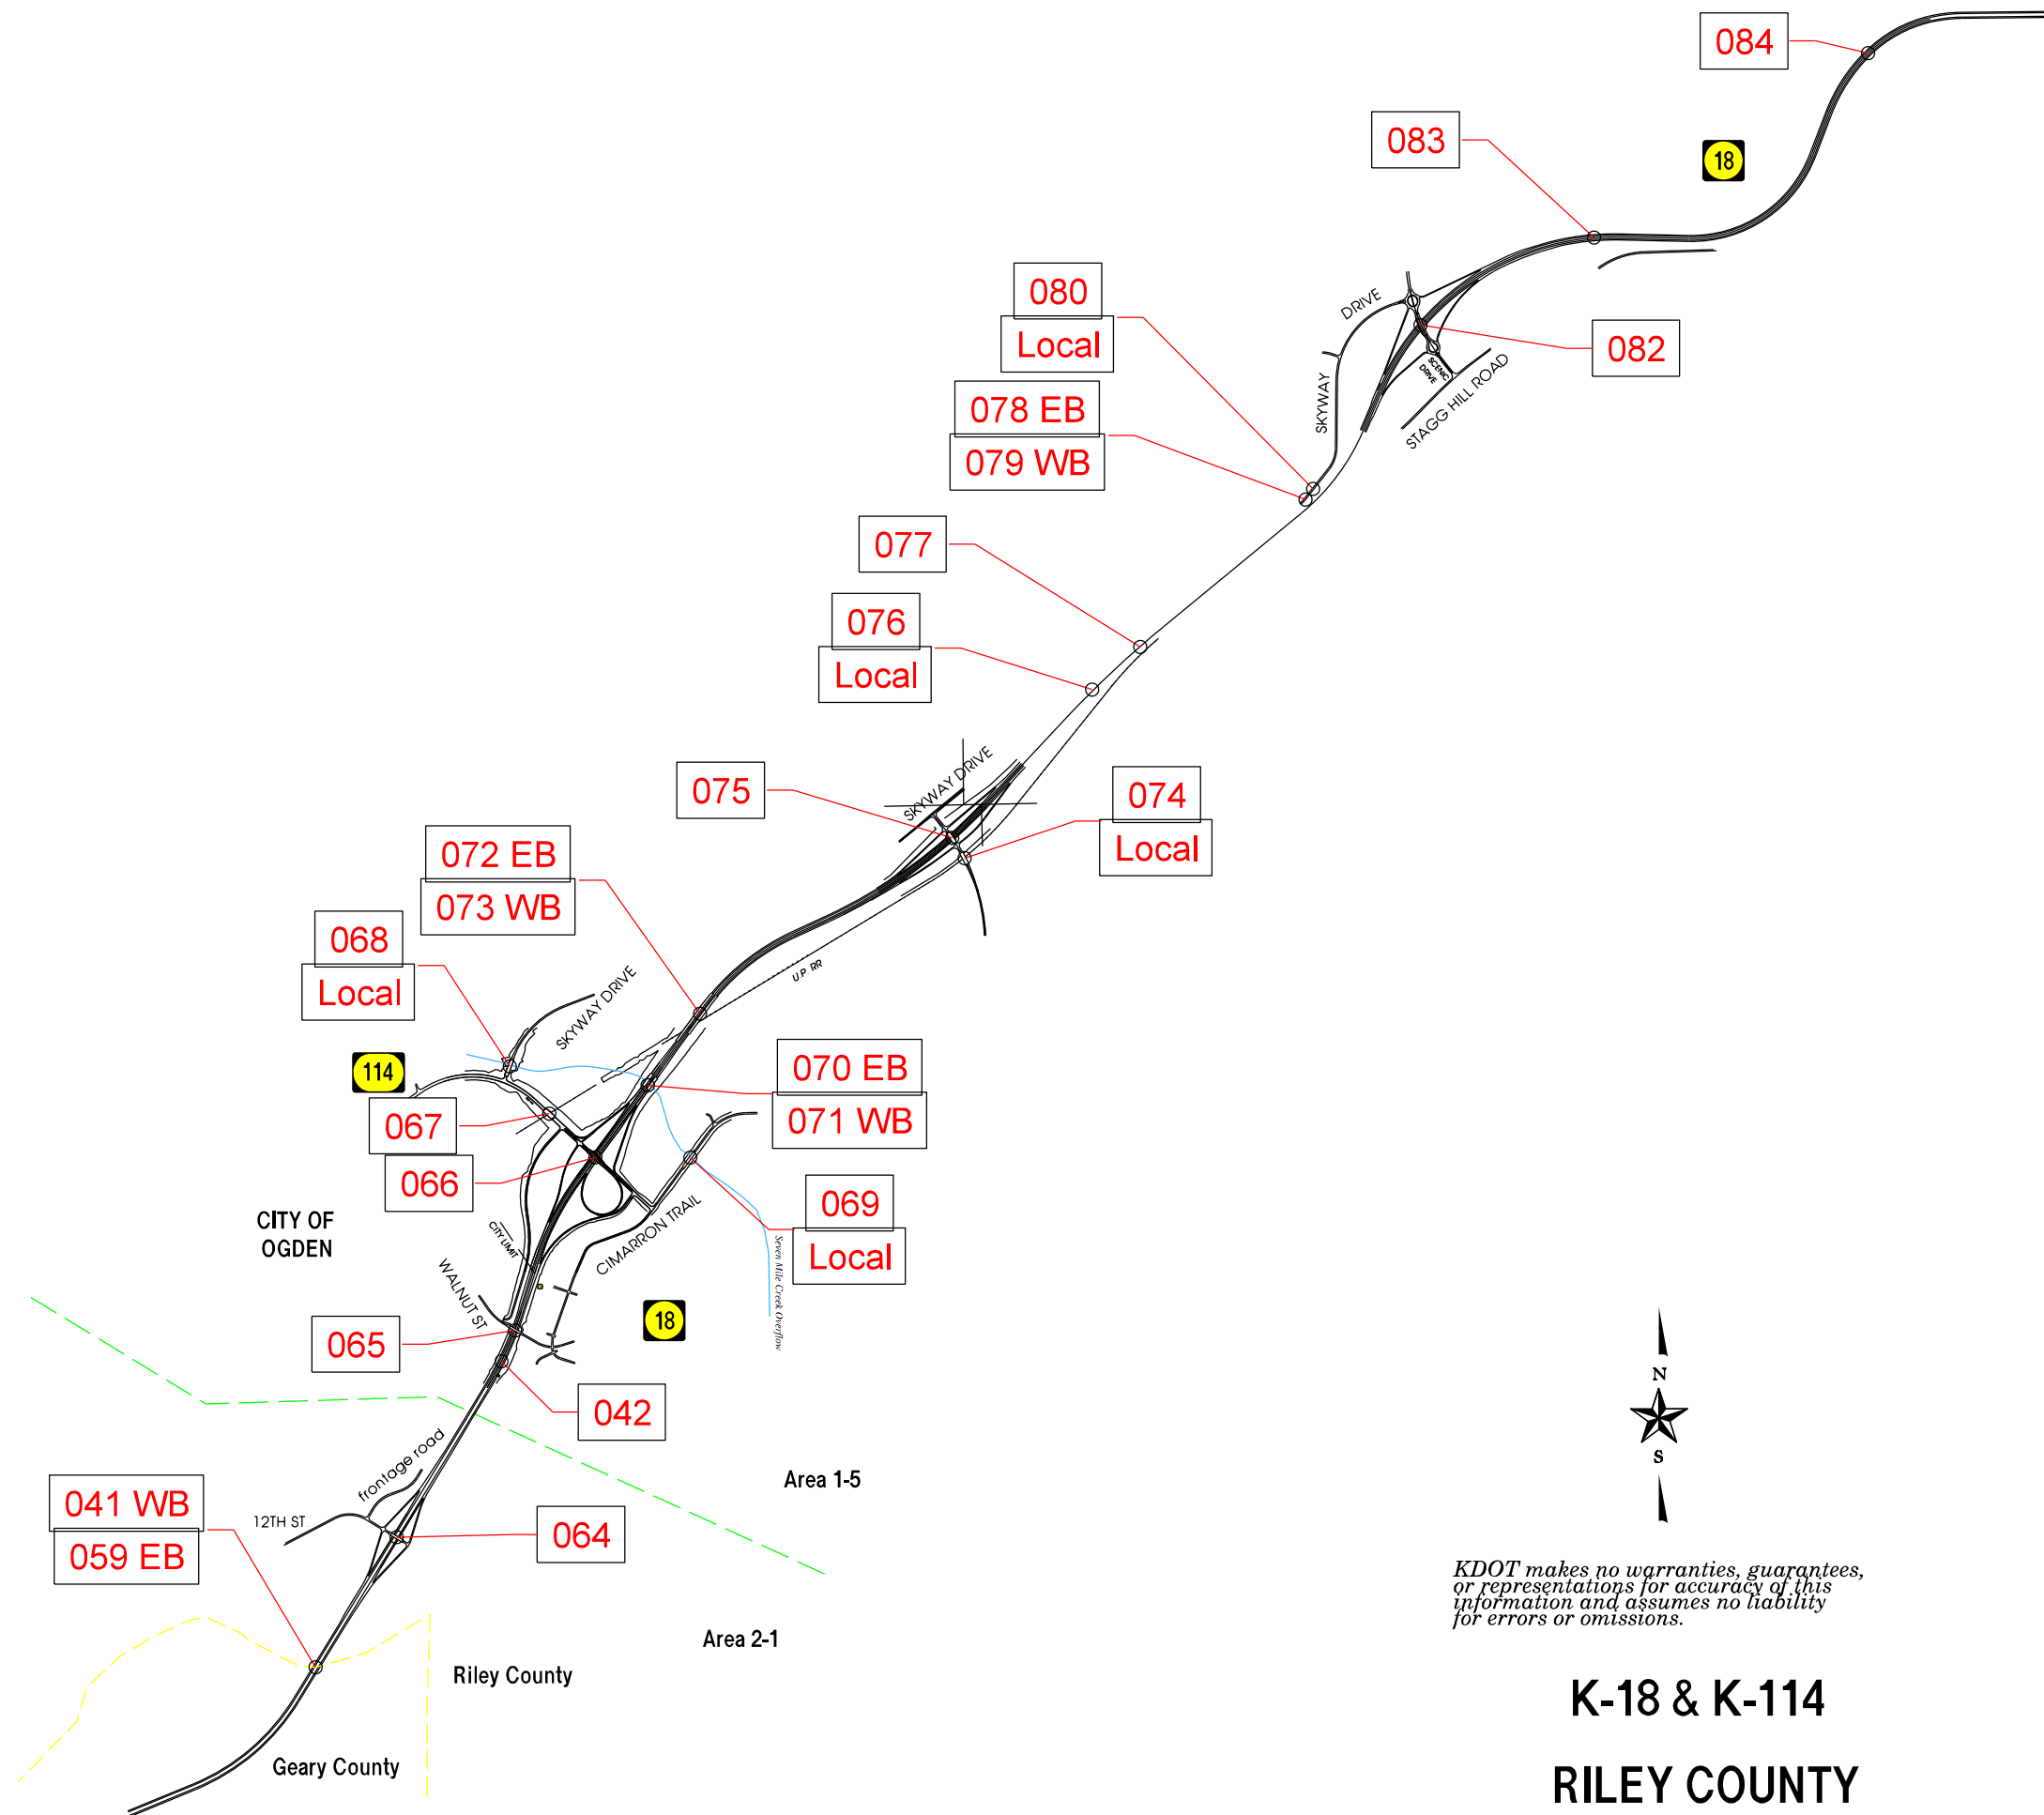 084
083
18
080
Local
DRIVE
082
SCENIC
DRIVE
SKYWAY
STAGG HILL ROAD
078 EB
079 WB
077
076
Local
SKYWAY DRIVE
075
074
Local
072 EB
073 WB
068
Local
U.P. RR
SKYWAY DRIVE
114
070 EB
071 WB
067
066
069
Local
CITY OF
OGDEN
CITY LIMIT
CIMARRON TRAIL
Seven Mile Creek Overflow
WALNUT ST.
18
065
042
frontage road
Area 1-5
041 WB
059 EB
12TH ST
064
N
S
KDOT makes no warranties, guarantees,
or representations for accuracy of this
information and assumes no liability
for errors or omissions.
Area 2-1
Riley County
Geary County
K-18 & K-114
RILEY COUNTY